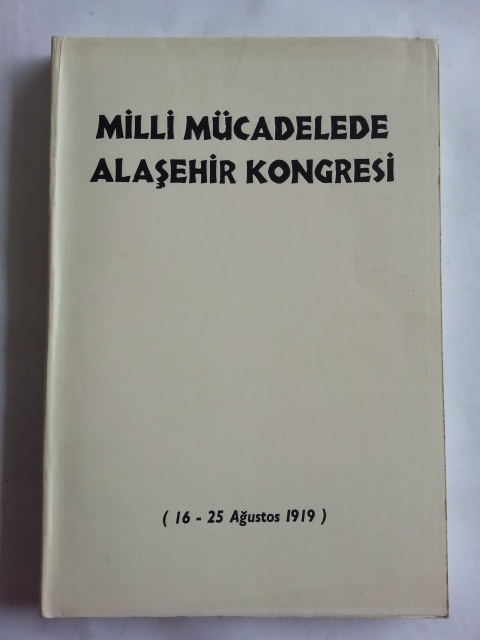 MİLLİ MÜCADELEDE
ALAŞEHİR KONGRESİ
( 16 - 25 Ağustos 1919 )